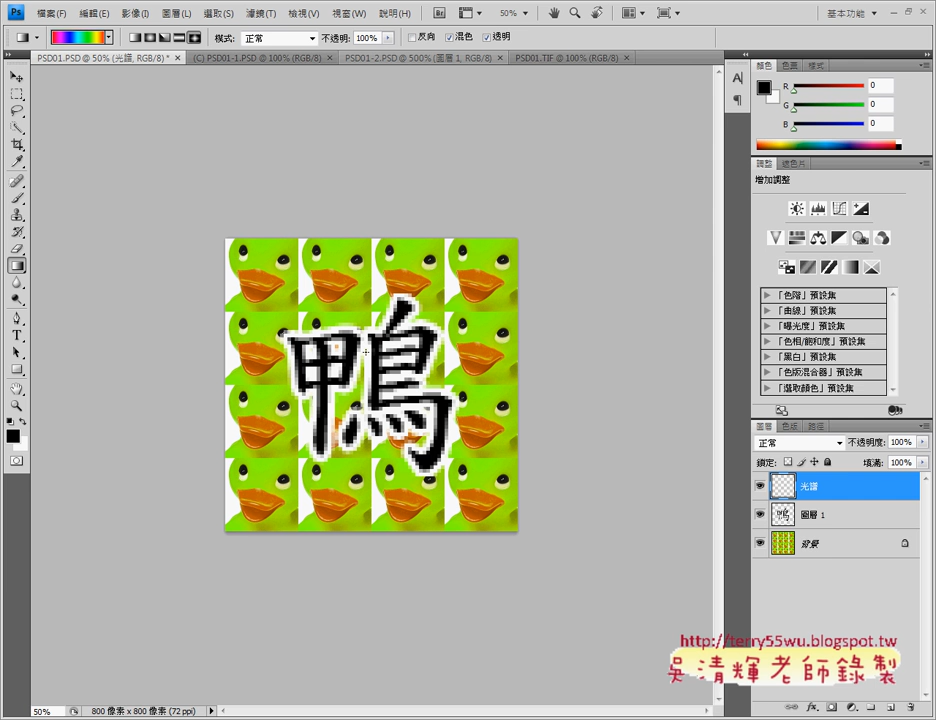 Ps 檔案(F) 編輯(E) 影像(I) 圖層(L) 選取(S) 濾鏡(T) 檢視(V) 視窗(W) 說明(H) Br 50% 基本功能
模式: 正常 不透明: 100% 反向 混色 透明
PSD01.PSD @ 50% (光譜, RGB/8) * × (C) PSD01-1.PSD @ 100% (RGB/8) × PSD01-2.PSD @ 500% (圖層 1, RGB/8) × PSD01.TIF @ 100% (RGB/8) ×
顏色 色票 樣式
R 0
G 0
B 0
調整 遮色片
增加調整
「色階」預設集
「曲線」預設集
「曝光度」預設集
「色相/飽和度」預設集
「黑白」預設集
「色版混合器」預設集
「選取顏色」預設集
鴨
圖層 色版 路徑
正常 不透明度: 100%
鎖定: 填滿: 100%
光譜
圖層 1
背景
http://terry55wu.blogspot.tw
吳清輝老師錄製
50% 800 像素 x 800 像素 (72 ppi)